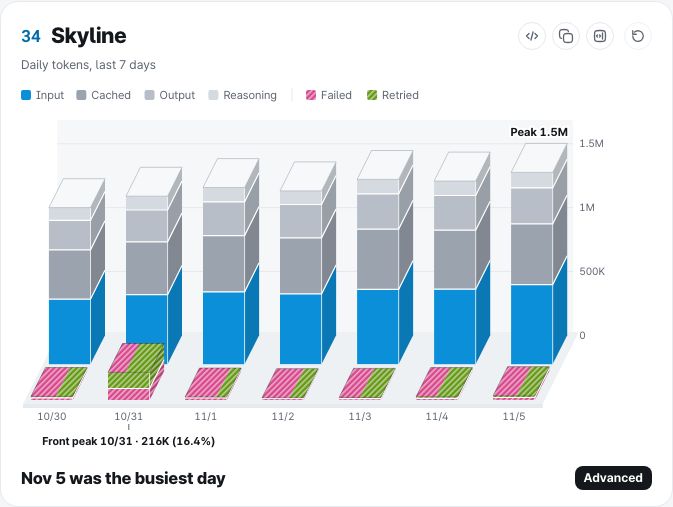 34 Skyline
Daily tokens, last 7 days
Input Cached Output Reasoning Failed Retried
Peak 1.5M
1.5M
1M
500K
0
10/30 10/31 11/1 11/2 11/3 11/4 11/5
Front peak 10/31 · 216K (16.4%)
Nov 5 was the busiest day
Advanced